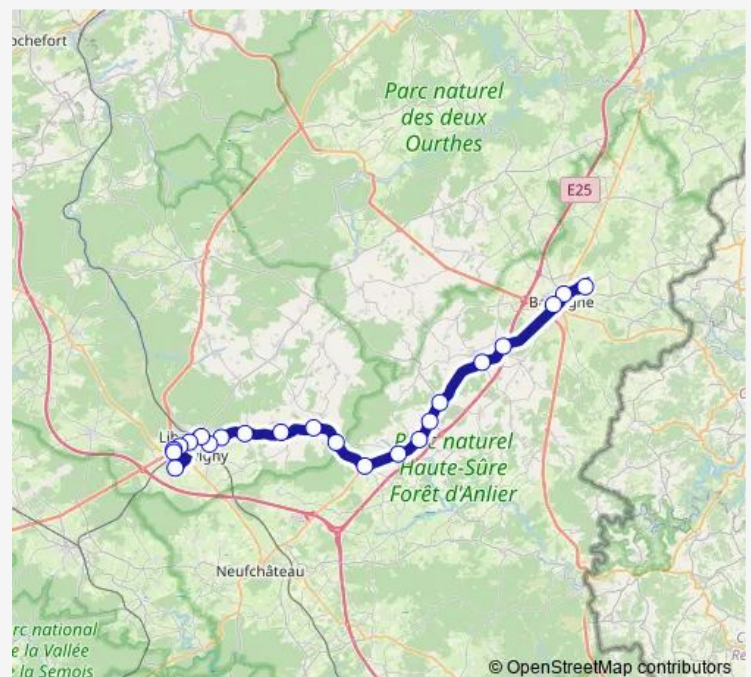 ochefort
Parc naturel
des deux
Ourthes
E25
Parc naturel
Haute-Sûre
Forêt d'Anlier
Neufchâteau
rc national
e la Vallée
la Semois
© OpenStreetMap contributors